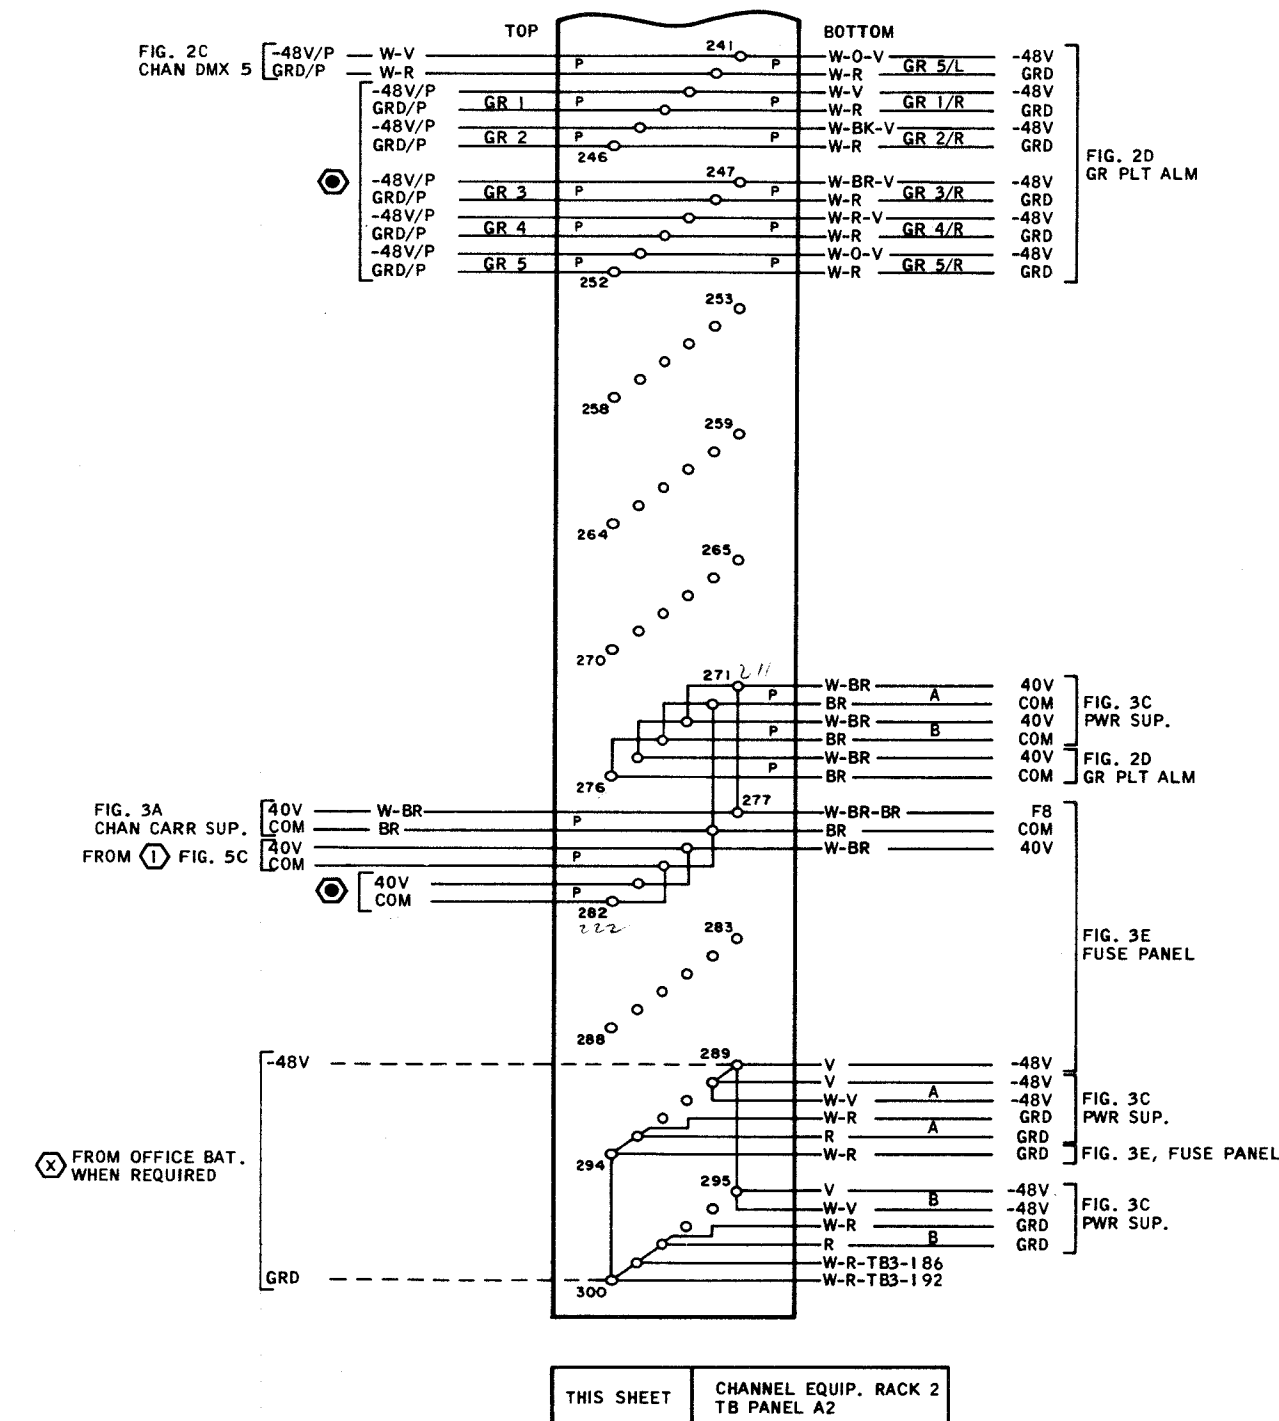 TOP 241 BOTTOM
FIG. 2C -48V/P W-V P P W-O-V GR 5/L -48V
CHAN DMX 5 GRD/P W-R W-R GRD
-48V/P GR 1 P P W-V GR 1/R -48V
GRD/P W-R GRD
-48V/P GR 2 P P W-BK-V GR 2/R -48V
GRD/P 246 W-R GRD
FIG. 2D
GR PLT ALM
-48V/P GR 3 P 247 P W-BR-V GR 3/R -48V
GRD/P W-R GRD
-48V/P GR 4 P P W-R-V GR 4/R -48V
GRD/P W-R GRD
-48V/P GR 5 P P W-O-V GR 5/R -48V
GRD/P 252 W-R GRD
253
258
259
264
265
270
271 211 P W-BR A 40V
BR COM FIG. 3C
W-BR B 40V PWR SUP.
P BR COM
W-BR 40V FIG. 2D
276 P BR COM GR PLT ALM
FIG. 3A 40V W-BR P 277 W-BR-BR F8
CHAN CARR SUP. COM BR BR COM
FROM 1 FIG. 5C 40V P W-BR 40V
COM
40V P
COM
282
222
283
FIG. 3E
FUSE PANEL
288
-48V 289 V -48V
V A -48V
W-V -48V FIG. 3C
W-R A GRD PWR SUP.
R GRD
X FROM OFFICE BAT. 294 W-R GRD FIG. 3E, FUSE PANEL
WHEN REQUIRED
295 V B -48V
W-V -48V FIG. 3C
W-R B GRD PWR SUP.
R GRD
W-R-TB3-186
GRD 300 W-R-TB3-192
THIS SHEET
CHANNEL EQUIP. RACK 2
TB PANEL A2